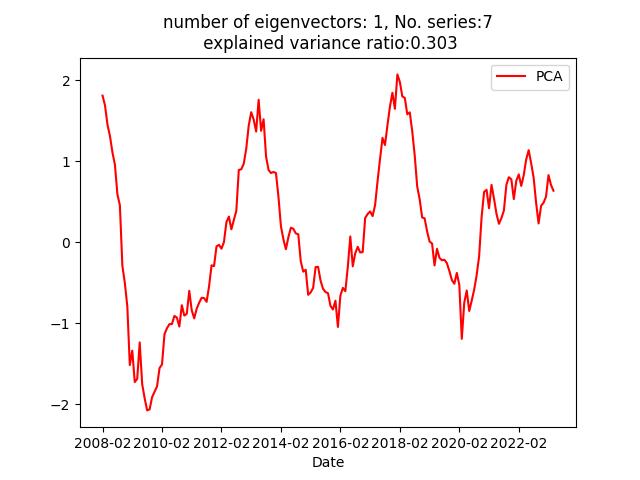 number of eigenvectors: 1, No. series:7
explained variance ratio:0.303
PCA
2
1
0
−1
−2
2008-02 2010-02 2012-02 2014-02 2016-02 2018-02 2020-02 2022-02
Date